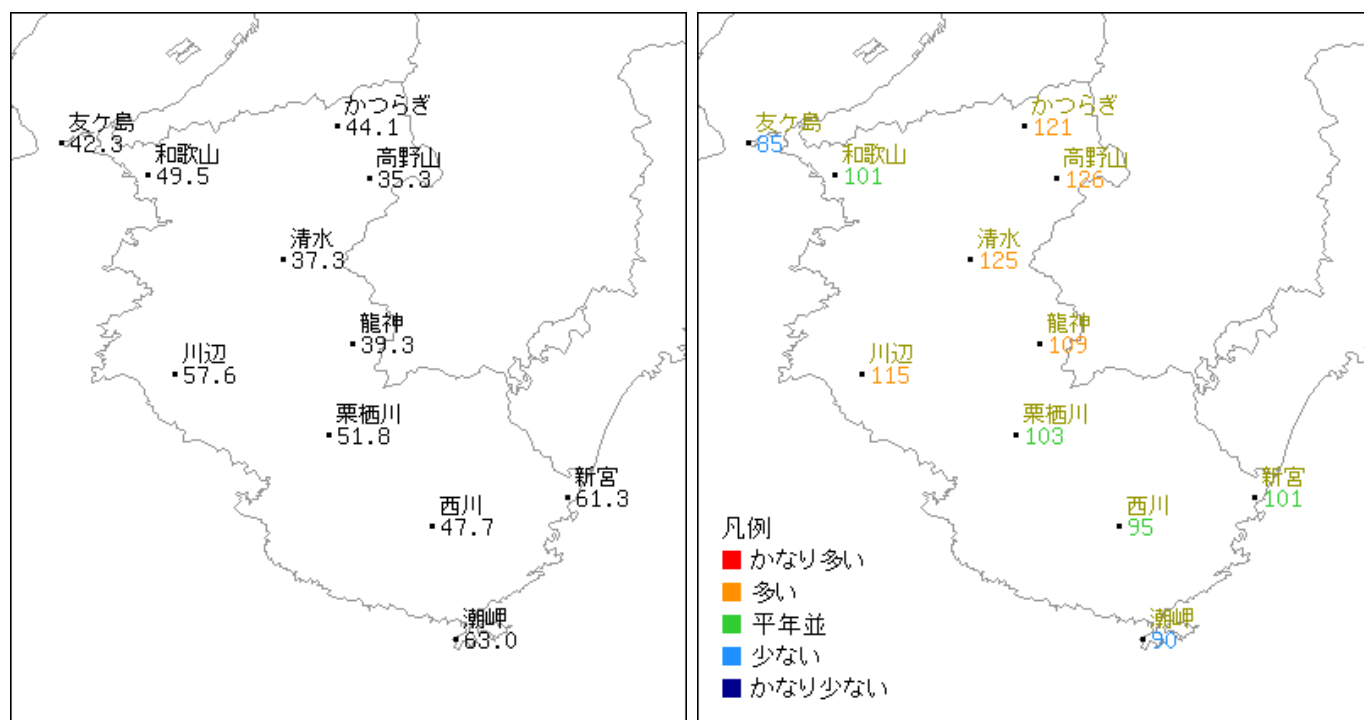 かつらぎ
44.1
友ケ島
42.3
和歌山
49.5
高野山
35.3
清水
37.3
龍神
39.3
川辺
57.6
栗栖川
51.8
新宮
61.3
西川
47.7
潮岬
63.0
かつらぎ
121
友ケ島
85
和歌山
101
高野山
126
清水
125
龍神
109
川辺
115
栗栖川
103
新宮
101
西川
95
潮岬
90
凡例
かなり多い
多い
平年並
少ない
かなり少ない